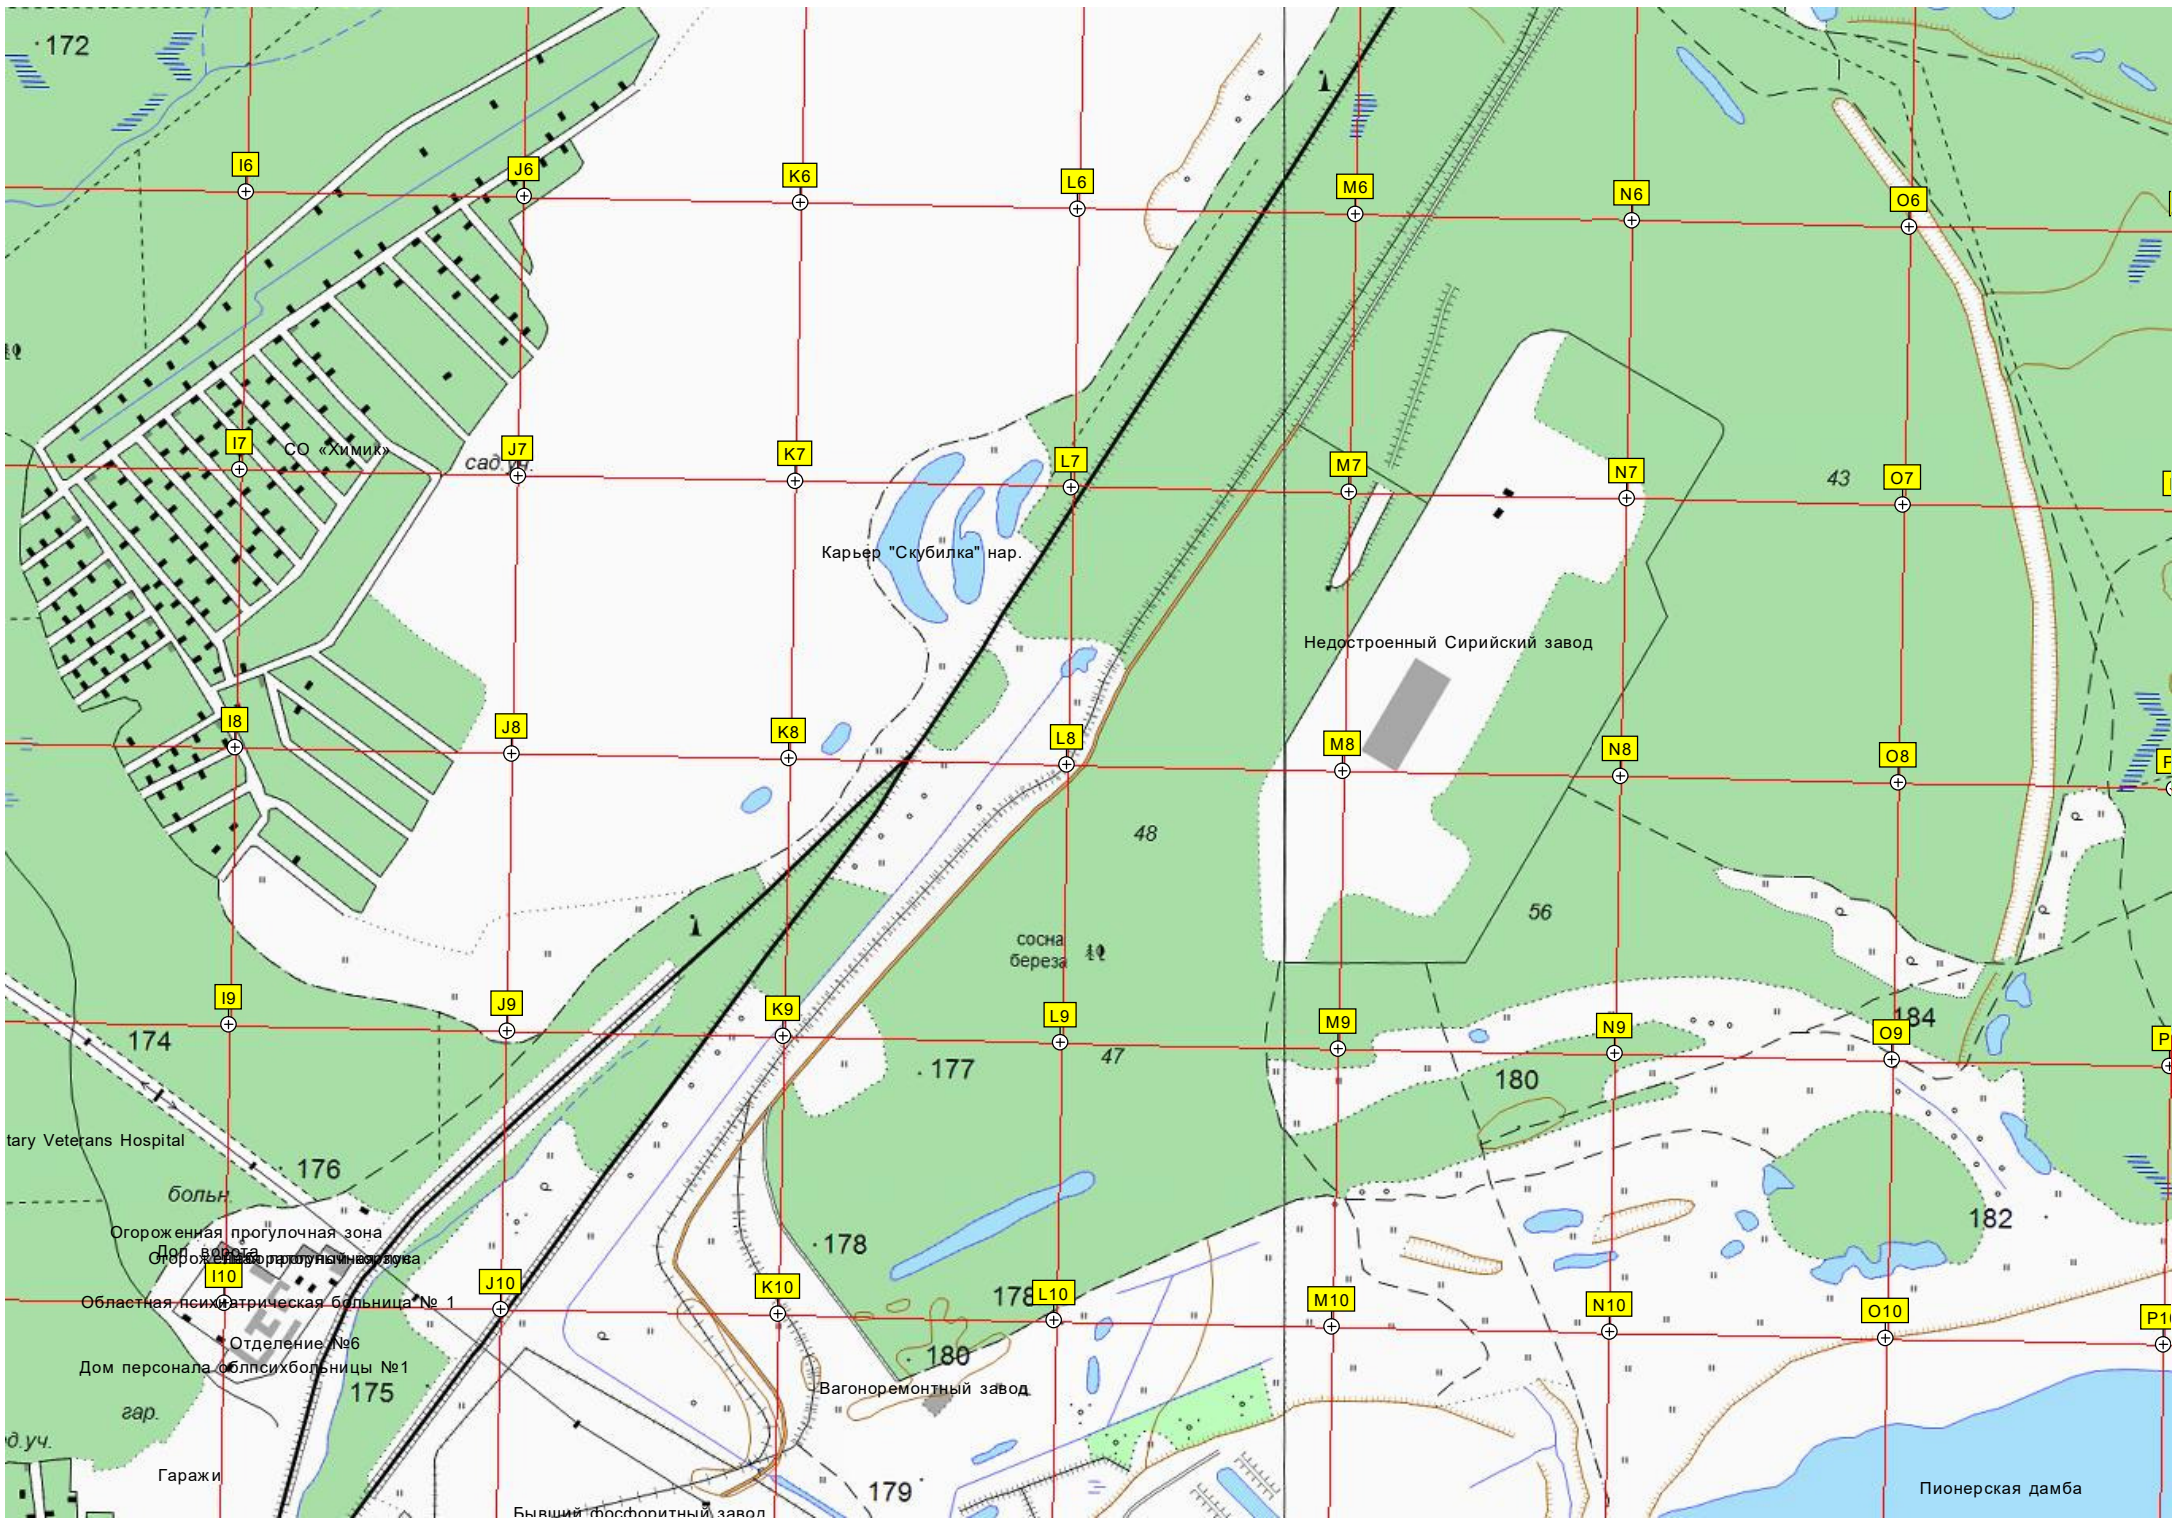 172
I6
J6
K6
L6
M6
N6
O6
I7
СО «Химик»
J7
сад.уч.
K7
L7
M7
N7
43
O7
Карьер "Скубилка" нар.
Недостроенный Сирийский завод
I8
J8
K8
L8
M8
N8
O8
P
48
56
сосна
береза
I9
J9
K9
L9
M9
N9
184
O9
P
174
177
47
180
tary Veterans Hospital
176
больн.
Огороженная прогулочная зона
Доп. ворота
182
178
I10
J10
K10
178
L10
M10
N10
O10
P10
Областная психиатрическая больница № 1
Отделение №6
Дом персонала облпсихбольницы №1
180
175
Вагоноремонтный завод
гар.
д.уч.
Гаражи
179
Пионерская дамба
Бывший фосфоритный завод